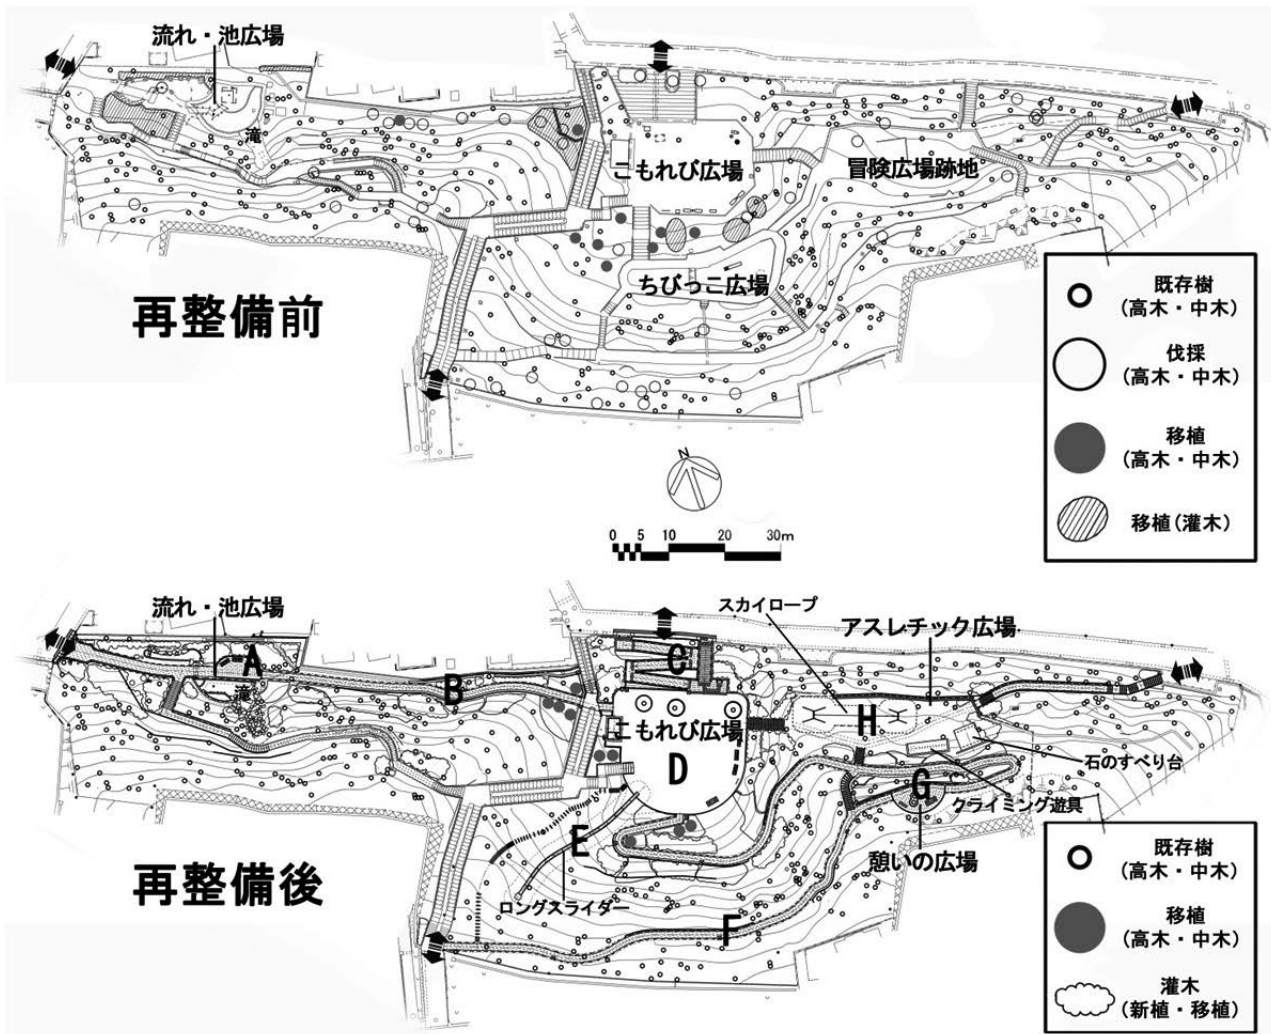 流れ・池広場
滝
こもれび広場
冒険広場跡地
ちびっこ広場
再整備前
既存樹
(高木・中木)
伐採
(高木・中木)
移植
(高木・中木)
移植(灌木)
N
0 5 10 20 30m
流れ・池広場
スカイロープ
アスレチック広場
A
B
C
滝
こもれび広場
H
D
石のすべり台
G
クライミング遊具
E
憩いの広場
再整備後
ロングスライダー
F
既存樹
(高木・中木)
移植
(高木・中木)
灌木
(新植・移植)